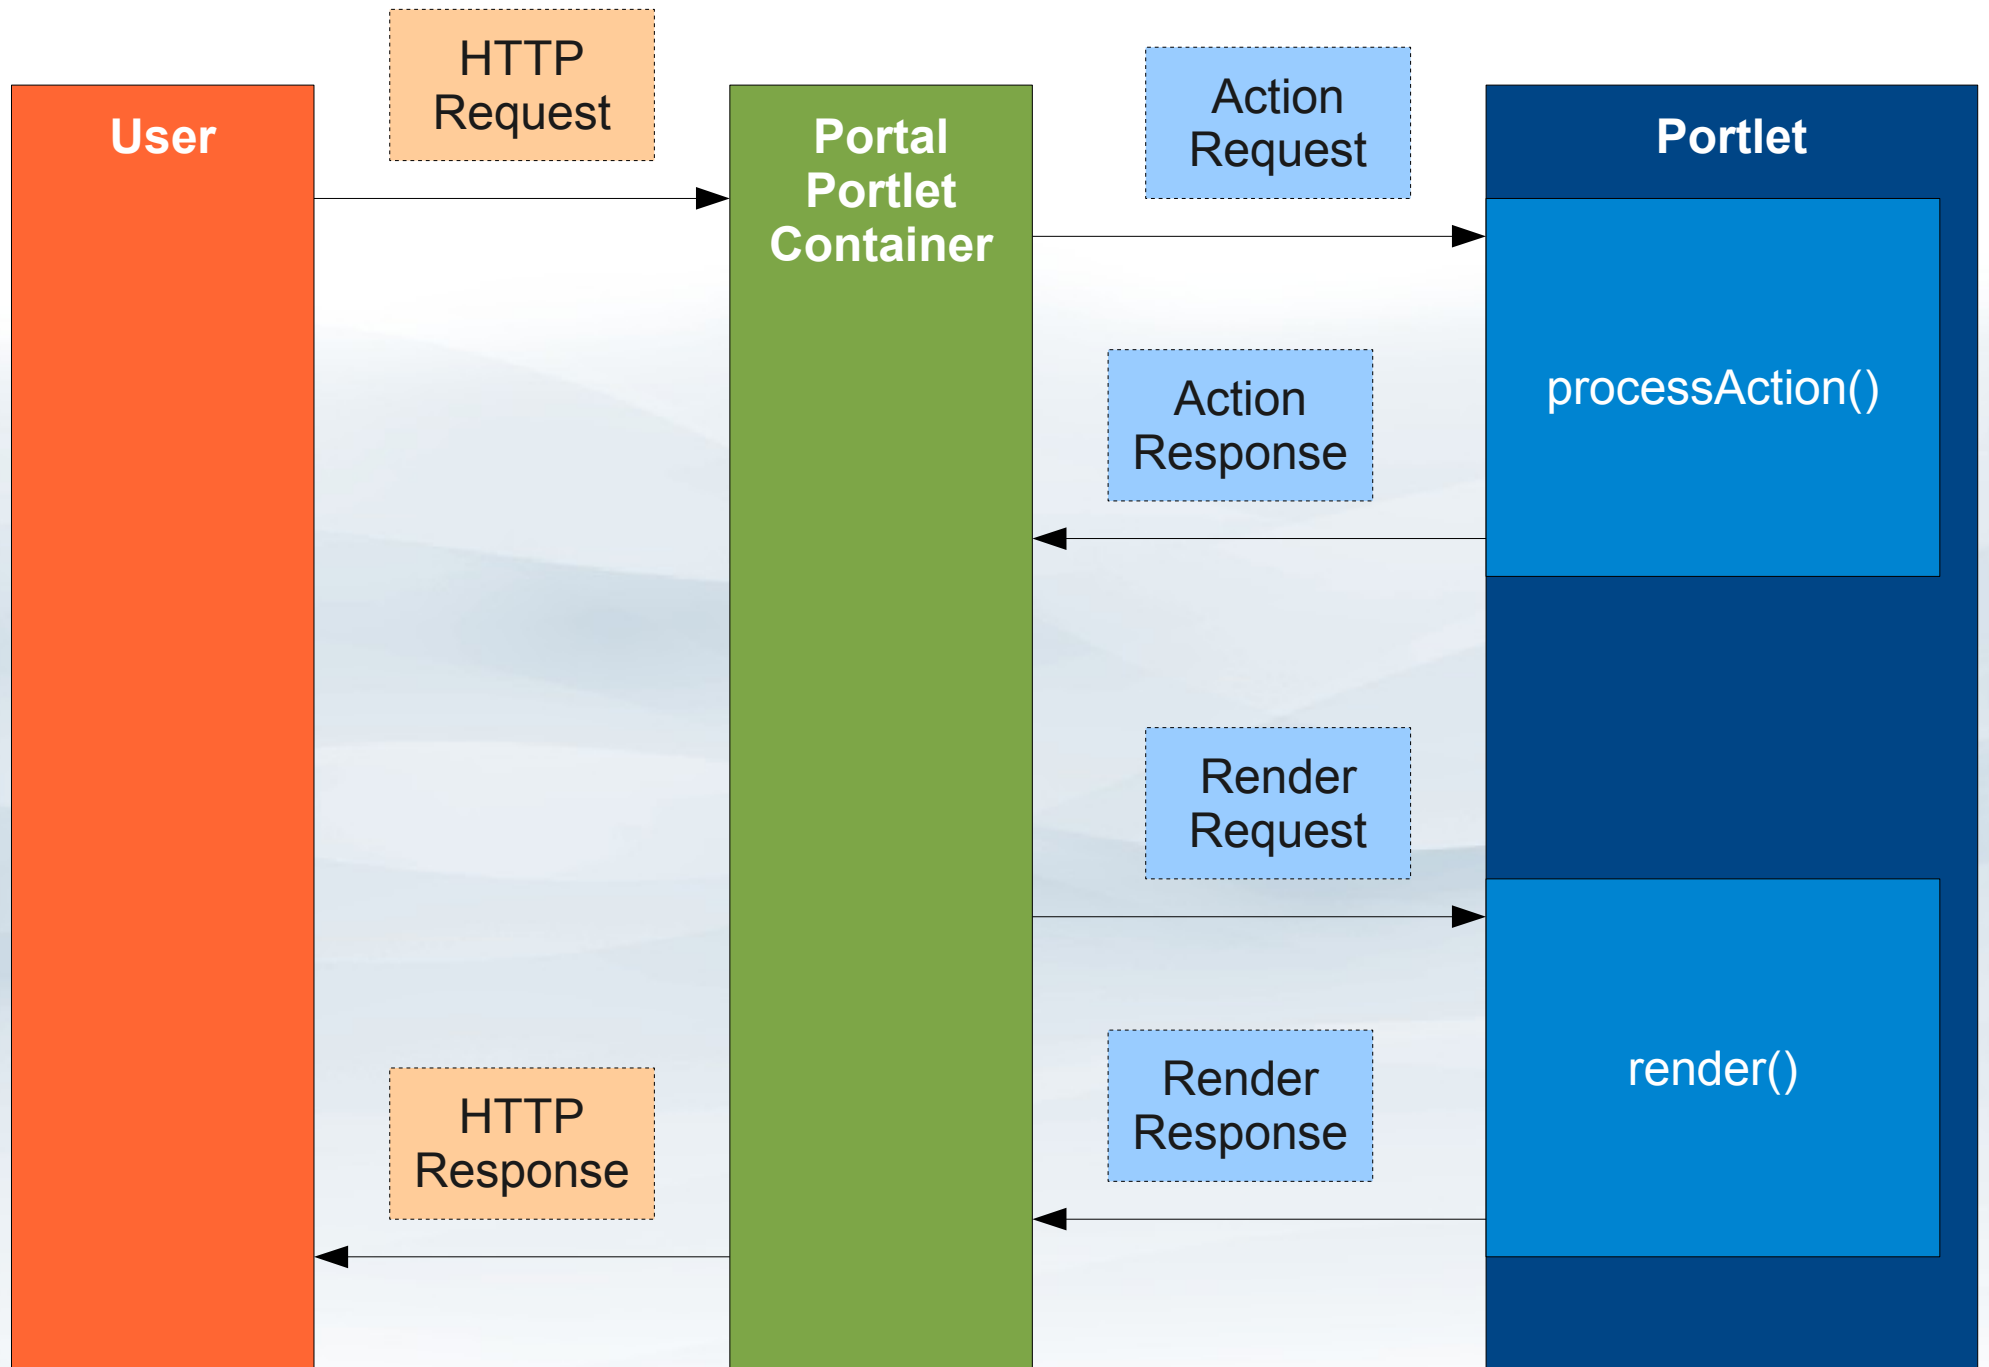 User
HTTP
Request
Portal
Portlet
Container
Action
Request
Portlet
processAction()
Action
Response
Render
Request
render()
Render
Response
HTTP
Response